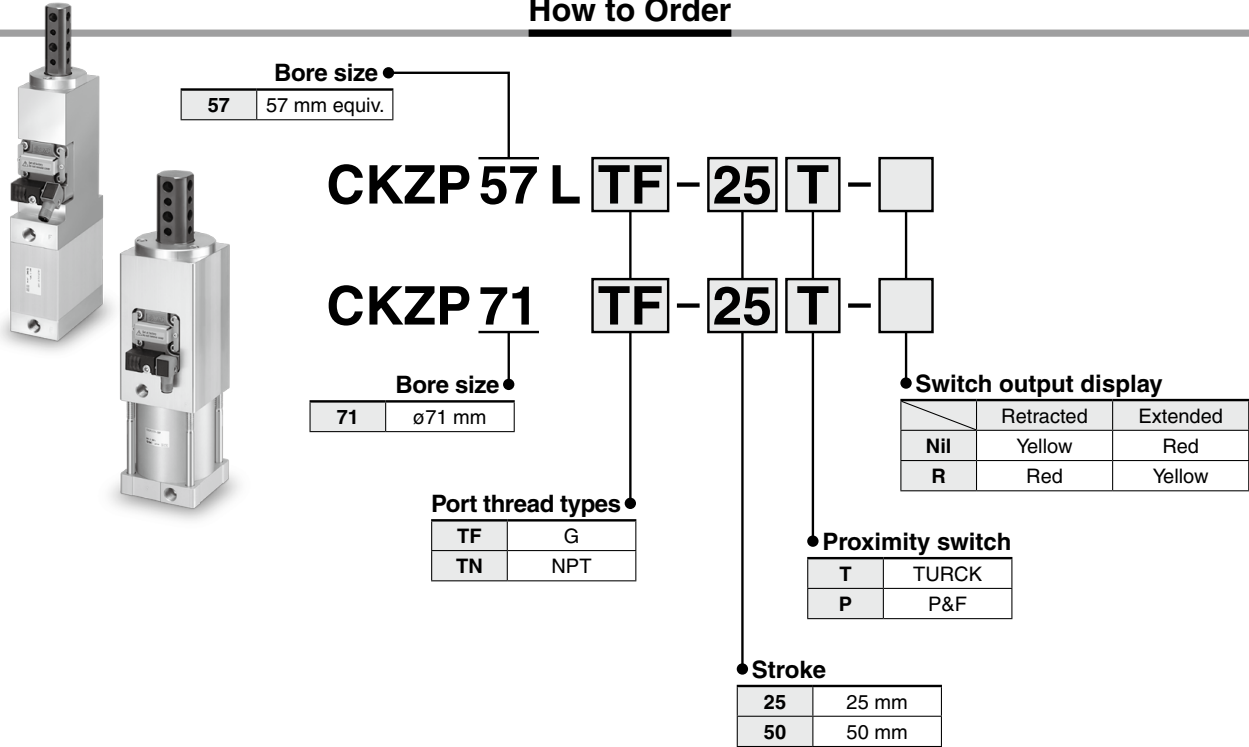 How to Order
Bore size
57 57 mm equiv.
CKZP 57 L TF - 25 T -
CKZP 71 TF - 25 T -
Bore size
71 ø71 mm
Switch output display
Retracted Extended
Nil Yellow Red
R Red Yellow
Port thread types
TF G
TN NPT
Proximity switch
T TURCK
P P&F
Stroke
25 25 mm
50 50 mm